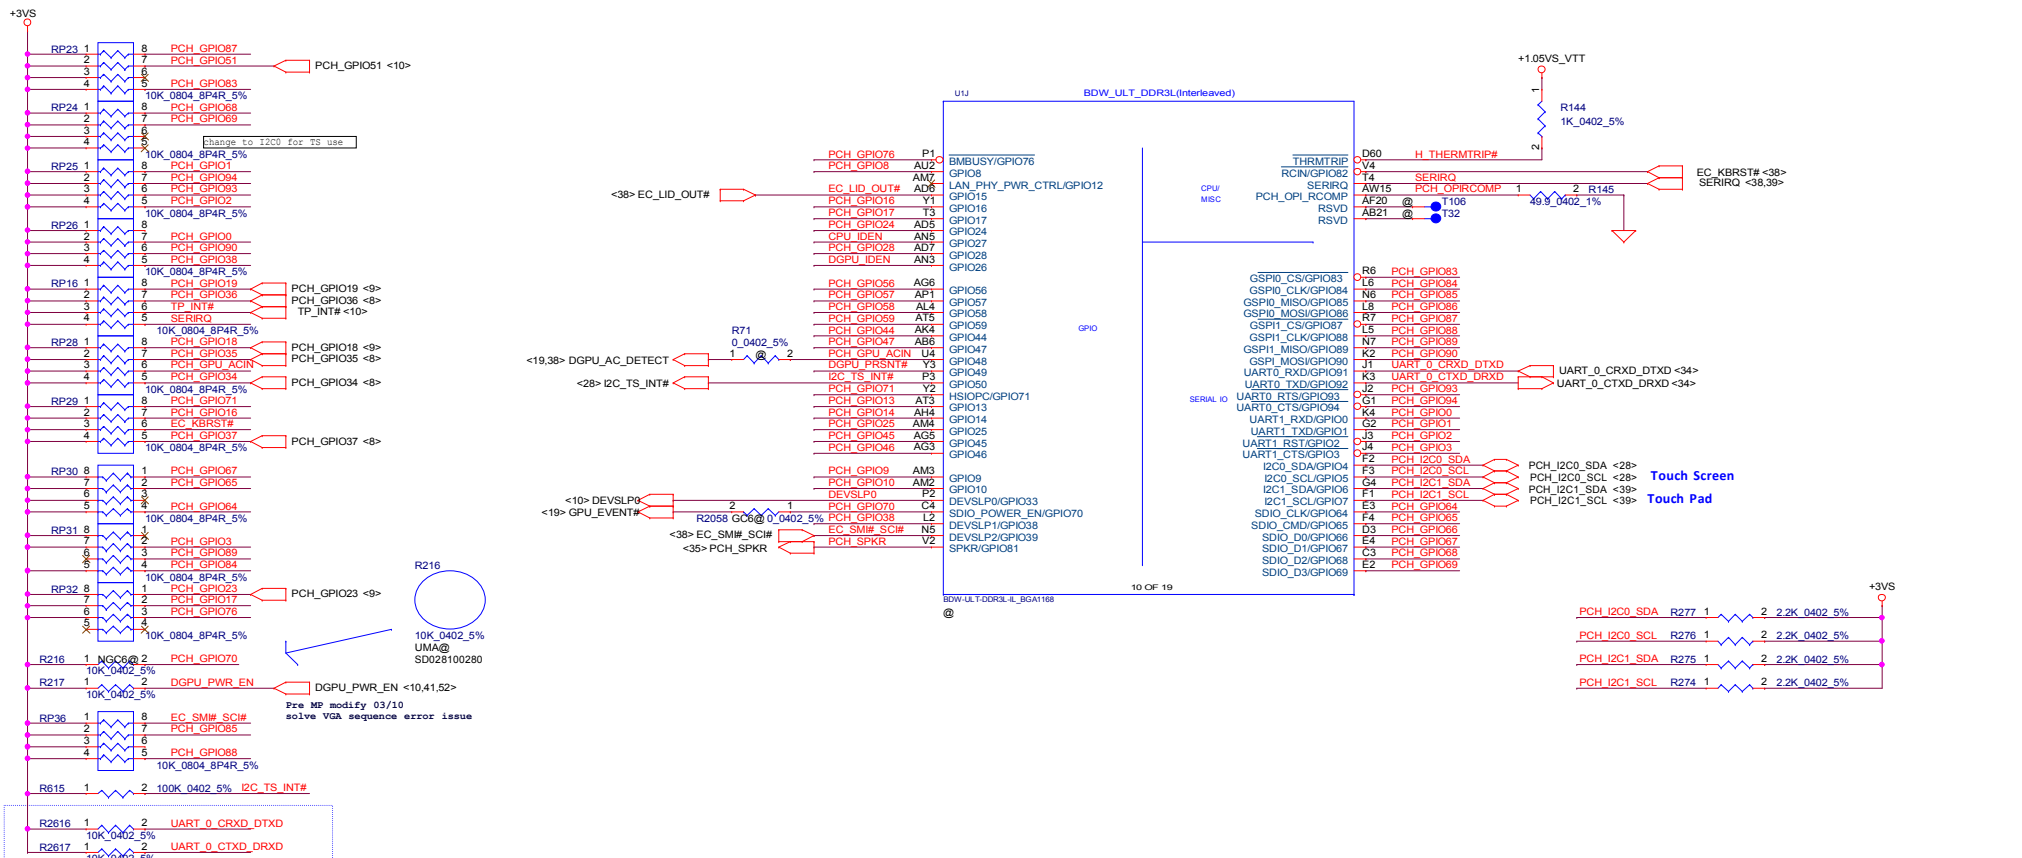 +3VS
RP23 1 8 PCH_GPIO87
2 7 PCH_GPIO51 PCH_GPIO51 <10>
3 6
4 5 PCH_GPIO83
10K_0804_8P4R_5%
RP24 1 8 PCH_GPIO68
2 7 PCH_GPIO69
3 6
4 5
10K_0804_8P4R_5%
change to I2C0 for TS use
RP25 1 8 PCH_GPIO1
2 7 PCH_GPIO94
3 6 PCH_GPIO93
4 5 PCH_GPIO2
10K_0804_8P4R_5%
RP26 1 8
2 7 PCH_GPIO0
3 6 PCH_GPIO90
4 5 PCH_GPIO38
10K_0804_8P4R_5%
RP16 1 8 PCH_GPIO19 PCH_GPIO19 <9>
2 7 PCH_GPIO36 PCH_GPIO36 <8>
3 6 TP_INT# TP_INT# <10>
4 5 SERIRQ
10K_0804_8P4R_5%
RP28 1 8 PCH_GPIO18 PCH_GPIO18 <9>
2 7 PCH_GPIO35 PCH_GPIO35 <8>
3 6 PCH_GPU_ACIN
4 5 PCH_GPIO34 PCH_GPIO34 <8>
10K_0804_8P4R_5%
RP29 1 8 PCH_GPIO71
2 7 PCH_GPIO16
3 6 EC_KBRST#
4 5 PCH_GPIO37 PCH_GPIO37 <8>
10K_0804_8P4R_5%
RP30 8 1 PCH_GPIO67
7 2 PCH_GPIO65
6 3
5 4 PCH_GPIO64
10K_0804_8P4R_5%
RP31 8 1
7 2 PCH_GPIO3
6 3 PCH_GPIO89
5 4 PCH_GPIO84
10K_0804_8P4R_5%
RP32 8 1 PCH_GPIO23 PCH_GPIO23 <9>
7 2 PCH_GPIO17
6 3 PCH_GPIO76
5 4
10K_0804_8P4R_5%
R216 1 NGC6@ 2 PCH_GPIO70
10K_0402_5%
R217 1 2 DGPU_PWR_EN DGPU_PWR_EN <10,41,52>
10K_0402_5%
Pre MP modify 03/10
solve VGA sequence error issue
R216
10K_0402_5%
UMA@
SD028100280
RP36 1 8 EC_SMI#_SCI#
2 7 PCH_GPIO85
3 6
4 5 PCH_GPIO88
10K_0804_8P4R_5%
R615 1 2 100K_0402_5% I2C_TS_INT#
R2616 1 2 UART_0_CRXD_DTXD
10K_0402_5%
R2617 1 2 UART_0_CTXD_DRXD
10K_0402_5%
U1J
BDW_ULT_DDR3L(Interleaved)
PCH_GPIO76 P1 BMBUSY/GPIO76
PCH_GPIO8 AU2 GPIO8
AM7 LAN_PHY_PWR_CTRL/GPIO12
<38> EC_LID_OUT# EC_LID_OUT# AD6 GPIO15
PCH_GPIO16 Y1 GPIO16
PCH_GPIO17 T3 GPIO17
PCH_GPIO24 AD5 GPIO24
CPU_IDEN AN5 GPIO27
PCH_GPIO28 AD7 GPIO28
DGPU_IDEN AN3 GPIO26
PCH_GPIO56 AG6 GPIO56
PCH_GPIO57 AP1 GPIO57
PCH_GPIO58 AL4 GPIO58
PCH_GPIO59 AT5 GPIO59
PCH_GPIO44 AK4 GPIO44
PCH_GPIO47 AB6 GPIO47
R71
0_0402_5%
<19,38> DGPU_AC_DETECT 1 @ 2 PCH_GPU_ACIN U4 GPIO48
DGPU_PRSNT# Y3 GPIO49
<28> I2C_TS_INT# I2C_TS_INT# P3 GPIO50
PCH_GPIO71 Y2 HSIOPC/GPIO71
PCH_GPIO13 AT3 GPIO13
PCH_GPIO14 AH4 GPIO14
PCH_GPIO25 AM4 GPIO25
PCH_GPIO45 AG5 GPIO45
PCH_GPIO46 AG3 GPIO46
PCH_GPIO9 AM3 GPIO9
PCH_GPIO10 AM2 GPIO10
<10> DEVSLP0 DEVSLP0 P2 DEVSLP0/GPIO33
<19> GPU_EVENT# 2 1 PCH_GPIO70 C4 SDIO_POWER_EN/GPIO70
R2058 GC6@ 0_0402_5%
PCH_GPIO38 L2 DEVSLP1/GPIO38
<38> EC_SMI#_SCI# EC_SMI#_SCI# N5 DEVSLP2/GPIO39
<35> PCH_SPKR PCH_SPKR V2 SPKR/GPIO81
CPU/
MISC
GPIO
SERIAL IO
10 OF 19
BDW-ULT-DDR3L-IL_BGA1168
@
+1.05VS_VTT
1
R144
1K_0402_5%
2
THRMTRIP D60 H_THERMTRIP#
RCIN/GPIO82 V4 EC_KBRST# <38>
SERIRQ T4 SERIRQ SERIRQ <38,39>
PCH_OPI_RCOMP AW15 PCH_OPIRCOMP 1 2 R145
49.9_0402_1%
RSVD AF20 @ T106
RSVD AB21 @ T32
GSPI0_CS/GPIO83 R6 PCH_GPIO83
GSPI0_CLK/GPIO84 L6 PCH_GPIO84
GSPI0_MISO/GPIO85 N6 PCH_GPIO85
GSPI0_MOSI/GPIO86 L8 PCH_GPIO86
GSPI1_CS/GPIO87 R7 PCH_GPIO87
GSPI1_CLK/GPIO88 L5 PCH_GPIO88
GSPI1_MISO/GPIO89 N7 PCH_GPIO89
GSPI_MOSI/GPIO90 K2 PCH_GPIO90
UART0_RXD/GPIO91 J1 UART_0_CRXD_DTXD UART_0_CRXD_DTXD <34>
UART0_TXD/GPIO92 K3 UART_0_CTXD_DRXD UART_0_CTXD_DRXD <34>
UART0_RTS/GPIO93 J2 PCH_GPIO93
UART0_CTS/GPIO94 G1 PCH_GPIO94
UART1_RXD/GPIO0 K4 PCH_GPIO0
UART1_TXD/GPIO1 G2 PCH_GPIO1
UART1_RST/GPIO2 J3 PCH_GPIO2
UART1_CTS/GPIO3 J4 PCH_GPIO3
I2C0_SDA/GPIO4 F2 PCH_I2C0_SDA PCH_I2C0_SDA <28>
I2C0_SCL/GPIO5 F3 PCH_I2C0_SCL PCH_I2C0_SCL <28> Touch Screen
I2C1_SDA/GPIO6 G4 PCH_I2C1_SDA PCH_I2C1_SDA <39>
I2C1_SCL/GPIO7 F1 PCH_I2C1_SCL PCH_I2C1_SCL <39> Touch Pad
SDIO_CLK/GPIO64 E3 PCH_GPIO64
SDIO_CMD/GPIO65 F4 PCH_GPIO65
SDIO_D0/GPIO66 D3 PCH_GPIO66
SDIO_D1/GPIO67 E4 PCH_GPIO67
SDIO_D2/GPIO68 C3 PCH_GPIO68
SDIO_D3/GPIO69 E2 PCH_GPIO69
+3VS
PCH_I2C0_SDA R277 1 2 2.2K_0402_5%
PCH_I2C0_SCL R276 1 2 2.2K_0402_5%
PCH_I2C1_SDA R275 1 2 2.2K_0402_5%
PCH_I2C1_SCL R274 1 2 2.2K_0402_5%